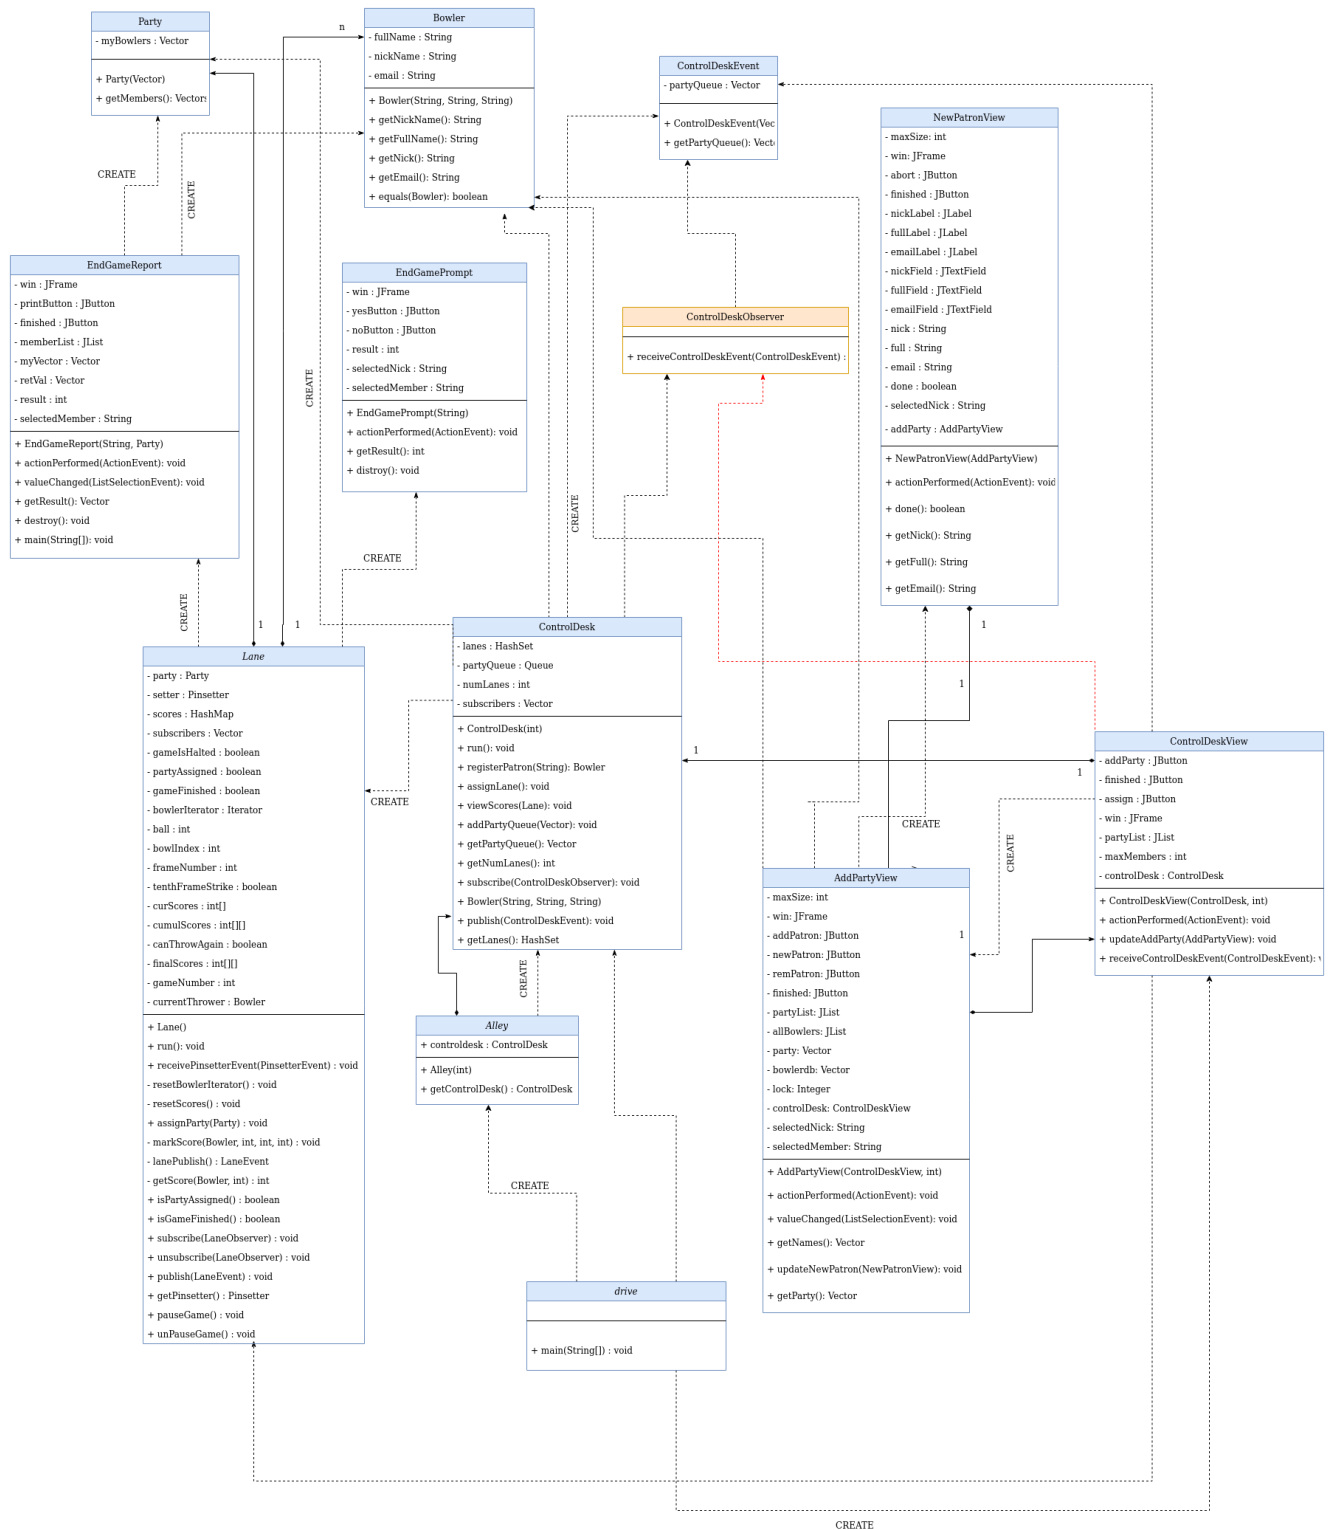 Party
- myBowlers : Vector
+ Party(Vector)
+ getMembers(): Vectors
Bowler
- fullName : String
- nickName : String
- email : String
+ Bowler(String, String, String)
+ getNickName(): String
+ getFullName(): String
+ getNick(): String
+ getEmail(): String
+ equals(Bowler): boolean
n
ControlDeskEvent
- partyQueue : Vector
+ ControlDeskEvent(Vec
+ getPartyQueue(): Vect
NewPatronView
- maxSize: int
- win: JFrame
- abort : JButton
- finished : JButton
- nickLabel : JLabel
- fullLabel : JLabel
- emailLabel : JLabel
- nickField : JTextField
- fullField : JTextField
- emailField : JTextField
- nick : String
- full : String
- email : String
- done : boolean
- selectedNick : String
- addParty : AddPartyView
+ NewPatronView(AddPartyView)
+ actionPerformed(ActionEvent): void
+ done(): boolean
+ getNick(): String
+ getFull(): String
+ getEmail(): String
CREATE
CREATE
EndGameReport
- win : JFrame
- printButton : JButton
- finished : JButton
- memberList : JList
- myVector : Vector
- retVal : Vector
- result : int
- selectedMember : String
+ EndGameReport(String, Party)
+ actionPerformed(ActionEvent): void
+ valueChanged(ListSelectionEvent): void
+ getResult(): Vector
+ destroy(): void
+ main(String[]): void
EndGamePrompt
- win : JFrame
- yesButton : JButton
- noButton : JButton
- result : int
- selectedNick : String
- selectedMember : String
+ EndGamePrompt(String)
+ actionPerformed(ActionEvent): void
+ getResult(): int
+ distroy(): void
CREATE
ControlDeskObserver
+ receiveControlDeskEvent(ControlDeskEvent) :
CREATE
CREATE
CREATE
1
1
1
1
Lane
- party : Party
- setter : Pinsetter
- scores : HashMap
- subscribers : Vector
- gameIsHalted : boolean
- partyAssigned : boolean
- gameFinished : boolean
- bowlerIterator : Iterator
- ball : int
- bowlIndex : int
- frameNumber : int
- tenthFrameStrike : boolean
- curScores : int[]
- cumulScores : int[][]
- canThrowAgain : boolean
- finalScores : int[][]
- gameNumber : int
- currentThrower : Bowler
+ Lane()
+ run(): void
+ receivePinsetterEvent(PinsetterEvent) : void
- resetBowlerIterator() : void
- resetScores() : void
+ assignParty(Party) : void
- markScore(Bowler, int, int, int) : void
- lanePublish() : LaneEvent
- getScore(Bowler, int) : int
+ isPartyAssigned() : boolean
+ isGameFinished() : boolean
+ subscribe(LaneObserver) : void
+ unsubscribe(LaneObserver) : void
+ publish(LaneEvent) : void
+ getPinsetter() : Pinsetter
+ pauseGame() : void
+ unPauseGame() : void
CREATE
ControlDesk
- lanes : HashSet
- partyQueue : Queue
- numLanes : int
- subscribers : Vector
+ ControlDesk(int)
+ run(): void
+ registerPatron(String): Bowler
+ assignLane(): void
+ viewScores(Lane): void
+ addPartyQueue(Vector): void
+ getPartyQueue(): Vector
+ getNumLanes(): int
+ subscribe(ControlDeskObserver): void
+ Bowler(String, String, String)
+ publish(ControlDeskEvent): void
+ getLanes(): HashSet
1
1
ControlDeskView
- addParty : JButton
- finished : JButton
- assign : JButton
- win : JFrame
- partyList : JList
- maxMembers : int
- controlDesk : ControlDesk
+ ControlDeskView(ControlDesk, int)
+ actionPerformed(ActionEvent): void
+ updateAddParty(AddPartyView): void
+ receiveControlDeskEvent(ControlDeskEvent):
CREATE
CREATE
AddPartyView
- maxSize: int
- win: JFrame
- addPatron: JButton
1
- newPatron: JButton
- remPatron: JButton
- finished: JButton
- partyList: JList
- allBowlers: JList
- party: Vector
- bowlerdb: Vector
- lock: Integer
- controlDesk: ControlDeskView
- selectedNick: String
- selectedMember: String
+ AddPartyView(ControlDeskView, int)
+ actionPerformed(ActionEvent): void
+ valueChanged(ListSelectionEvent): void
+ getNames(): Vector
+ updateNewPatron(NewPatronView): void
+ getParty(): Vector
CREATE
Alley
+ controldesk : ControlDesk
+ Alley(int)
+ getControlDesk() : ControlDesk
CREATE
drive
+ main(String[]) : void
CREATE